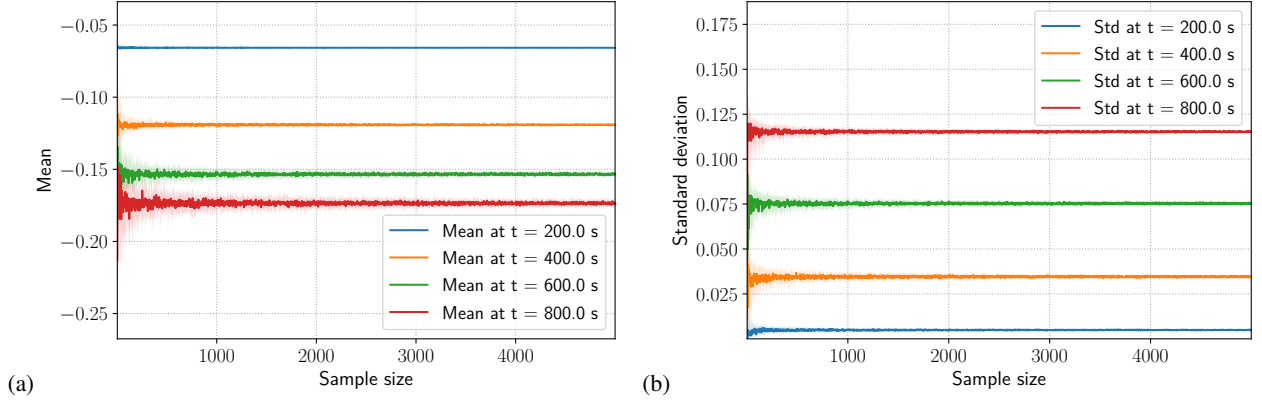 −0.05
−0.10
−0.15
−0.20
−0.25
Mean
1000
2000
3000
4000
Sample size
Mean at t = 200.0 s
Mean at t = 400.0 s
Mean at t = 600.0 s
Mean at t = 800.0 s
(a)
0.175
0.150
0.125
0.100
0.075
0.050
0.025
Standard deviation
1000
2000
3000
4000
Sample size
Std at t = 200.0 s
Std at t = 400.0 s
Std at t = 600.0 s
Std at t = 800.0 s
(b)